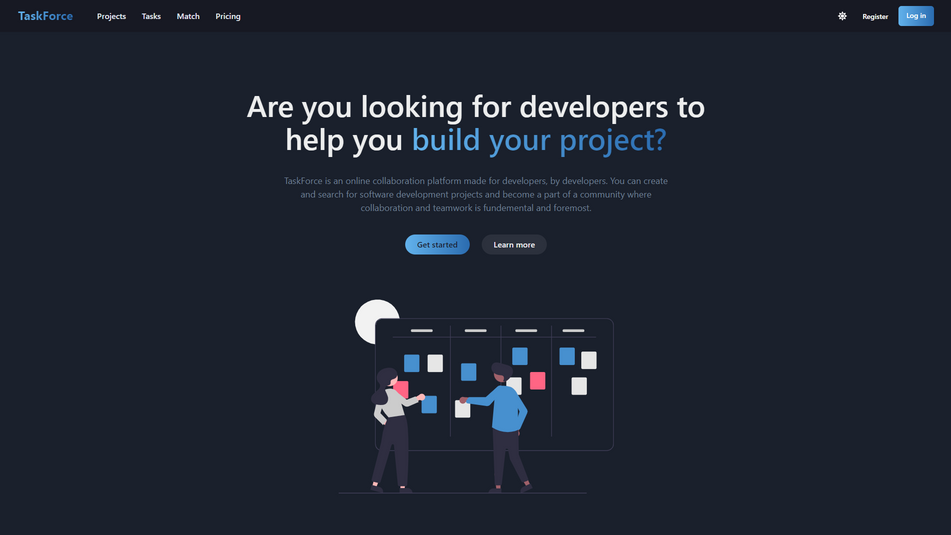 TaskForce Projects Tasks Match Pricing Register Log in
Are you looking for developers to
help you build your project?
TaskForce is an online collaboration platform made for developers, by developers. You can create
and search for software development projects and become a part of a community where
collaboration and teamwork is fundemental and foremost.
Get started Learn more